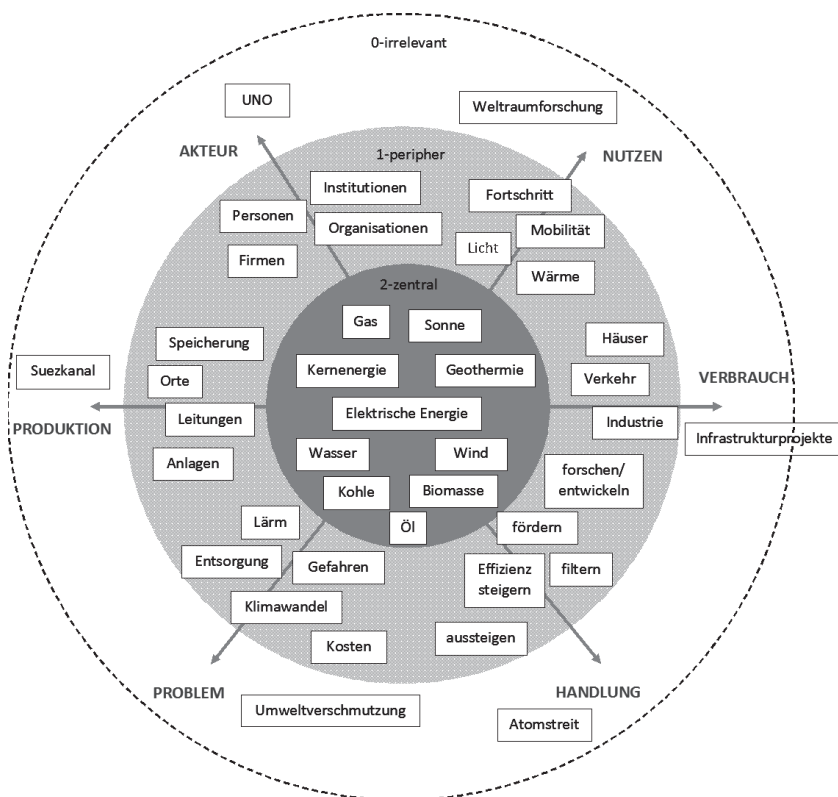 0-irrelevant
UNO
Weltraumforschung
AKTEUR
1-peripher
NUTZEN
Institutionen
Fortschritt
Personen
Organisationen
Mobilität
Licht
Firmen
Wärme
2-zentral
Gas
Sonne
Speicherung
Häuser
Suezkanal
Orte
Kernenergie
Geothermie
Verkehr
VERBRAUCH
PRODUKTION
Leitungen
Elektrische Energie
Industrie
Infrastrukturprojekte
Anlagen
Wasser
Wind
forschen/
entwickeln
Kohle
Biomasse
Lärm
Öl
fördern
Entsorgung
Gefahren
Effizienz
steigern
filtern
Klimawandel
Kosten
aussteigen
PROBLEM
HANDLUNG
Umweltverschmutzung
Atomstreit